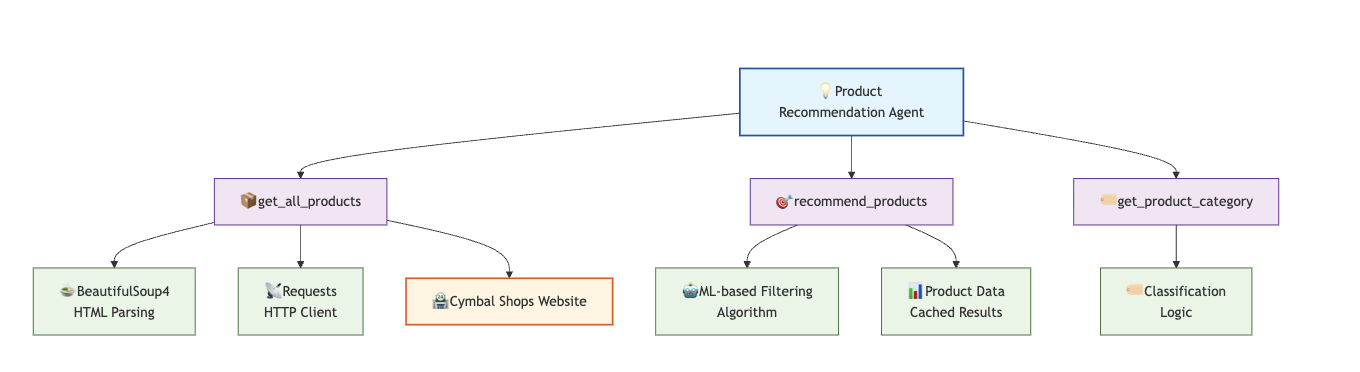 💡Product
Recommendation Agent
📦get_all_products
🎯recommend_products
🏷️get_product_category
🍲BeautifulSoup4
HTML Parsing
📡Requests
HTTP Client
🏪Cymbal Shops Website
🤖ML-based Filtering
Algorithm
📊Product Data
Cached Results
🏷️Classification
Logic